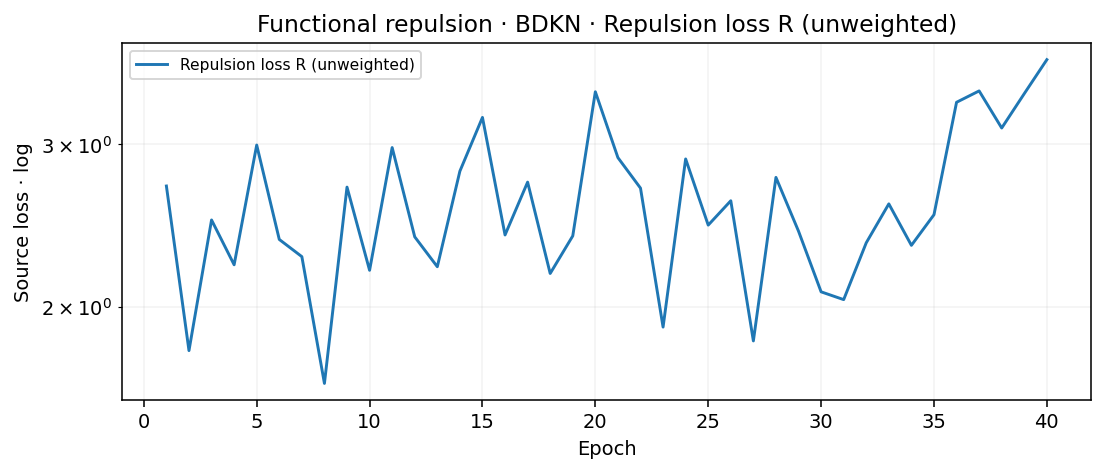 Functional repulsion · BDKN · Repulsion loss R (unweighted)
Repulsion loss R (unweighted)
Source loss · log
3 × 10⁰
2 × 10⁰
0 5 10 15 20 25 30 35 40
Epoch